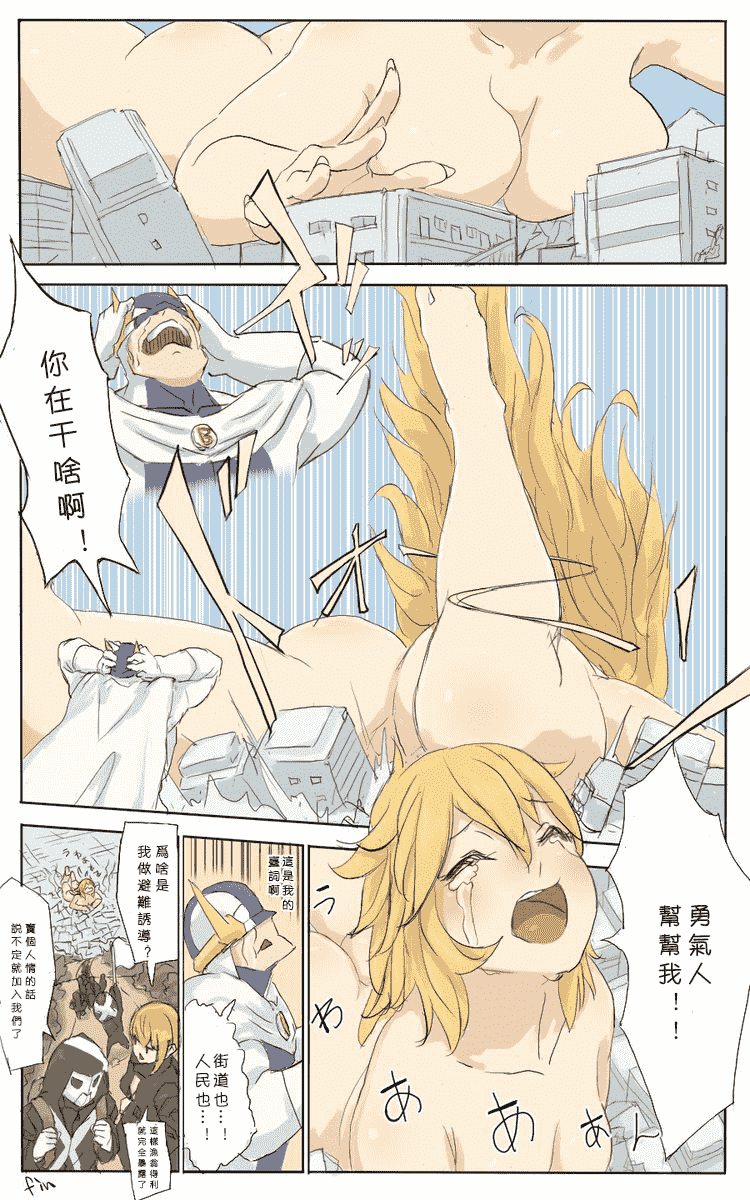 你在干啥啊！
オ
勇氣人
幫幫我！！
う
わ
あ
あ
あ
ん
這是我的
臺詞啊
街道也…！
人民也…！
爲啥是
我做避難誘導？
賣個人情的話
説不定就加入我們了
這樣漁翁得利
就完全暴露了
fin